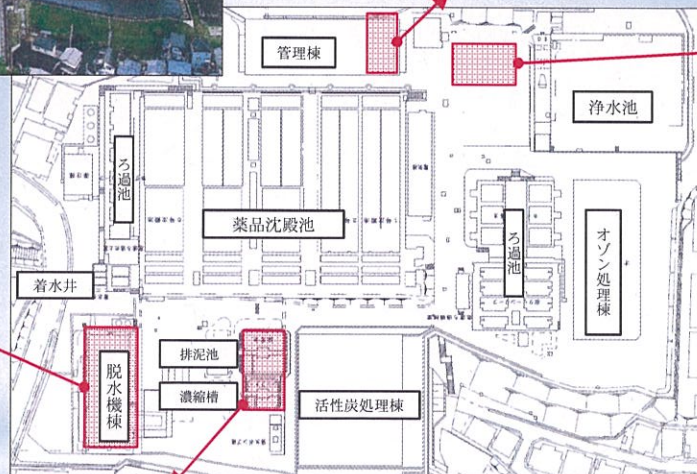 管理棟
浄水池
ろ過池
薬品沈殿池
ろ過池
オゾン処理棟
着水井
脱水機棟
排泥池
濃縮槽
活性炭処理棟